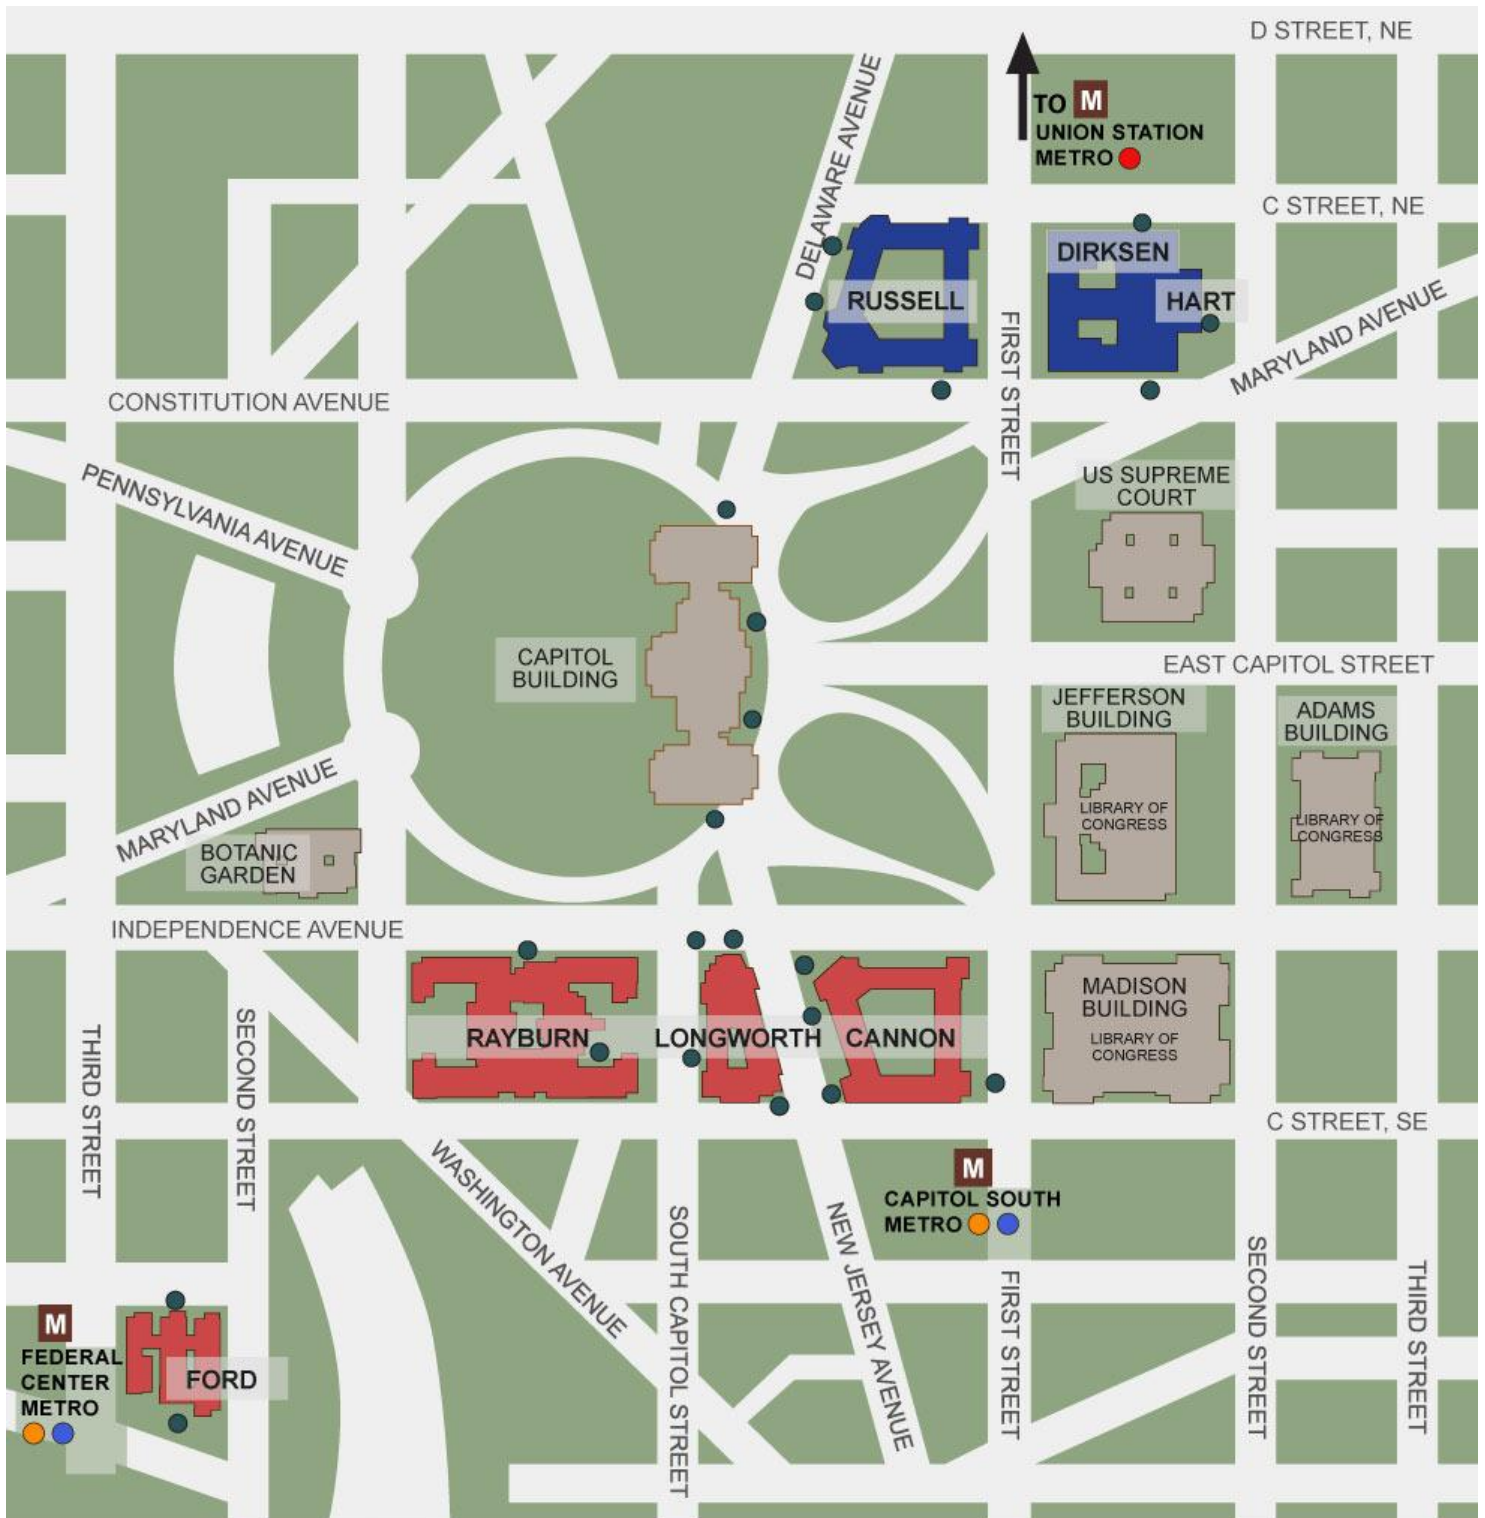 D STREET, NE
DELAWARE AVENUE
TO M
UNION STATION
METRO
C STREET, NE
DIRKSEN
RUSSELL
HART
MARYLAND AVENUE
FIRST STREET
CONSTITUTION AVENUE
PENNSYLVANIA AVENUE
US SUPREME
COURT
CAPITOL
BUILDING
EAST CAPITOL STREET
JEFFERSON
BUILDING
ADAMS
BUILDING
LIBRARY OF
CONGRESS
LIBRARY OF
CONGRESS
MARYLAND AVENUE
BOTANIC
GARDEN
INDEPENDENCE AVENUE
MADISON
BUILDING
LIBRARY OF
CONGRESS
RAYBURN
LONGWORTH
CANNON
THIRD STREET
SECOND STREET
C STREET, SE
WASHINGTON AVENUE
M
CAPITOL SOUTH
METRO
SOUTH CAPITOL STREET
NEW JERSEY AVENUE
FIRST STREET
SECOND STREET
THIRD STREET
M
FEDERAL
CENTER
METRO
FORD